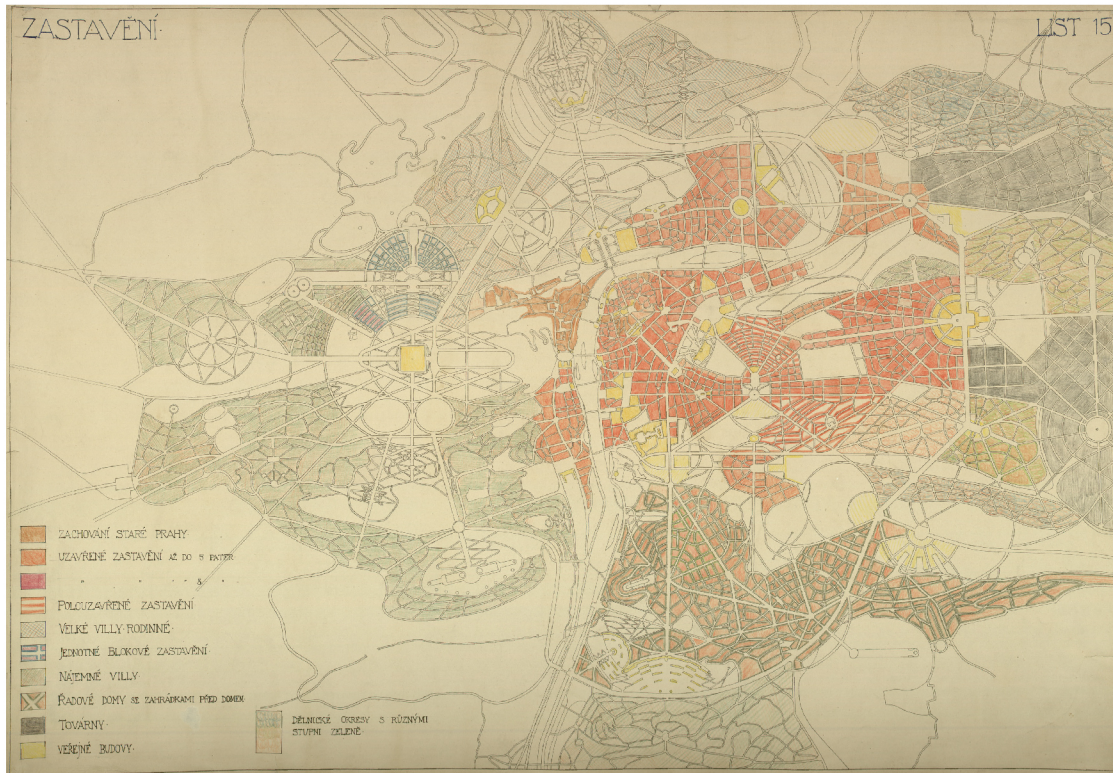 ZASTAVĚNÍ·
LIST 15
ZACHOVÁNÍ STARÉ PRAHY·
UZAVŘENÉ ZASTAVĚNÍ AŽ DO 5 PATER
" " " " 8 "
POLOUZAVŘENÉ ZASTAVĚNÍ
VELKÉ VILLY·RODINNÉ·
JEDNOTNÉ BLOKOVÉ ZASTAVĚNÍ·
NÁJEMNÉ VILLY
ŘADOVÉ DOMY SE ZAHRÁDKAMI PŘED DOMEM·
TOVÁRNY·
VEŘEJNÉ BUDOVY·
DĚLNICKÉ OKRESY S RŮZNÝMI
STUPNI ZELENĚ·